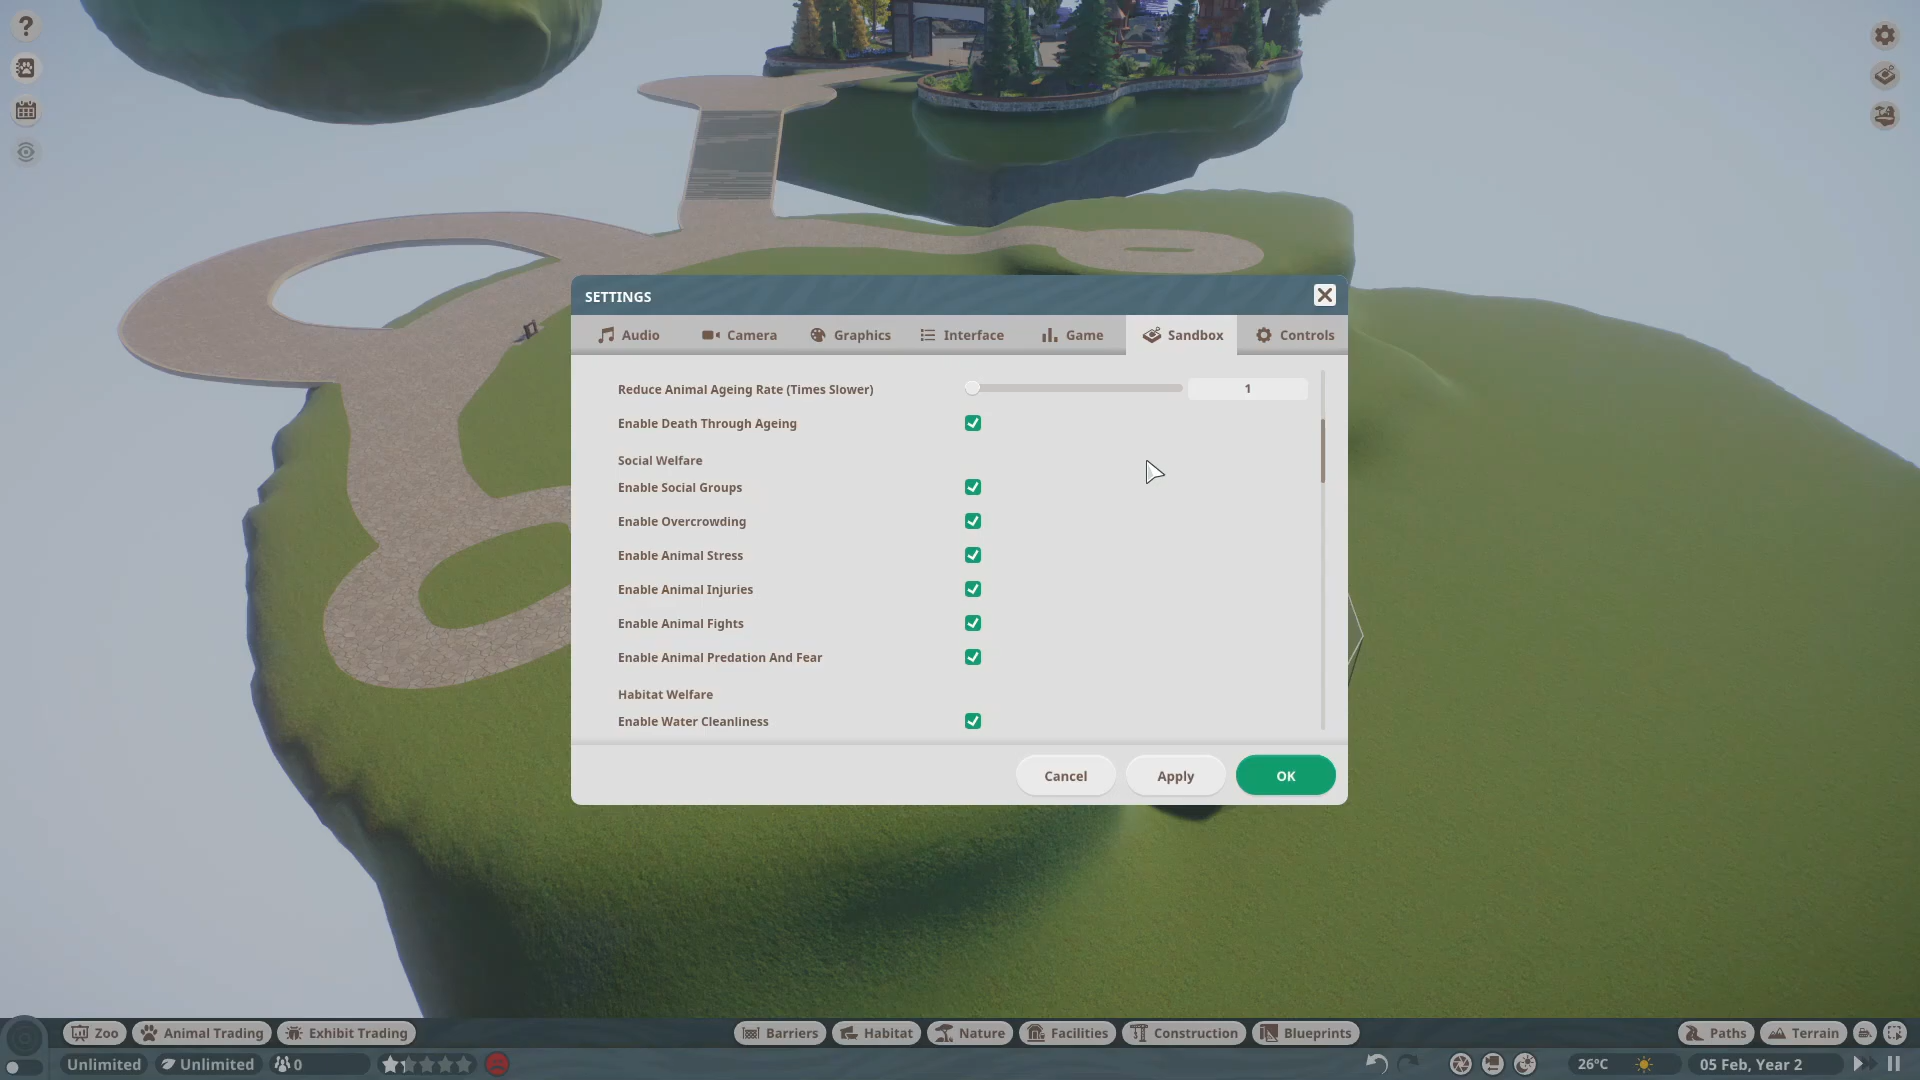 SETTINGS
Audio
Camera
Graphics
Interface
Game
Sandbox
Controls
Reduce Animal Ageing Rate (Times Slower)
1
Enable Death Through Ageing
Social Welfare
Enable Social Groups
Enable Overcrowding
Enable Animal Stress
Enable Animal Injuries
Enable Animal Fights
Enable Animal Predation And Fear
Habitat Welfare
Enable Water Cleanliness
Cancel
Apply
OK
Zoo
Animal Trading
Exhibit Trading
Barriers
Habitat
Nature
Facilities
Construction
Blueprints
Paths
Terrain
Unlimited
Unlimited
0
26°C
05 Feb, Year 2